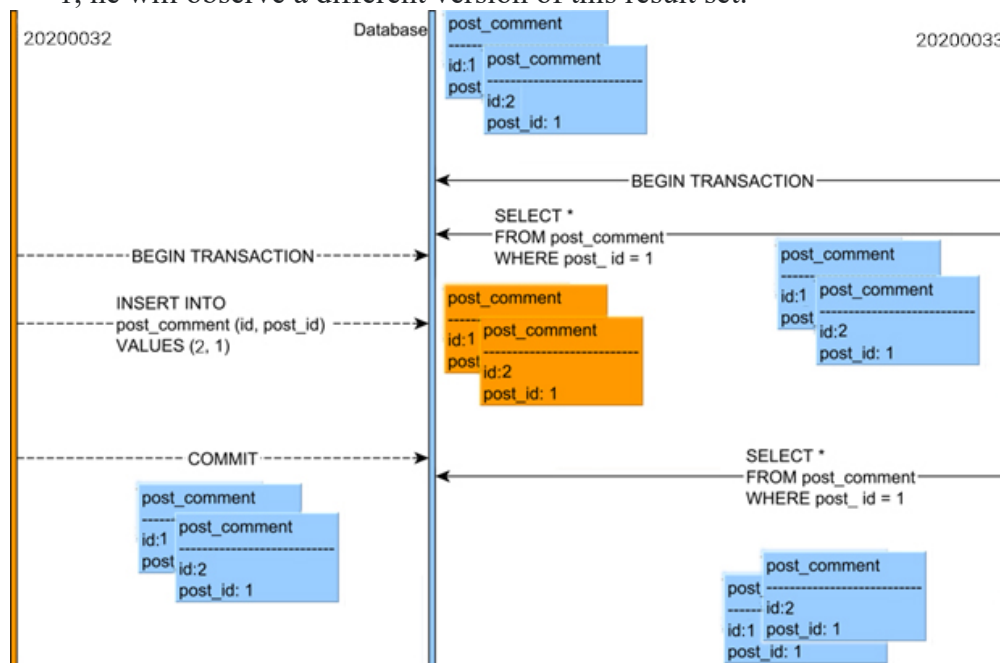 1, he will observe a different version of this result set.
20200032
Database
20200033
post_comment
id:1
post
post_comment
id:2
post_id: 1
BEGIN TRANSACTION
SELECT *
FROM post_comment
WHERE post_ id = 1
BEGIN TRANSACTION
INSERT INTO
post_comment (id, post_id)
VALUES (2, 1)
post_comment
id:1
post
post_comment
id:2
post_id: 1
post_comment
id:1
post
post_comment
id:2
post_id: 1
COMMIT
SELECT *
FROM post_comment
WHERE post_ id = 1
post_comment
id:1
post
post_comment
id:2
post_id: 1
post_comment
id:2
post_id: 1
post
id:1
post_id: 1